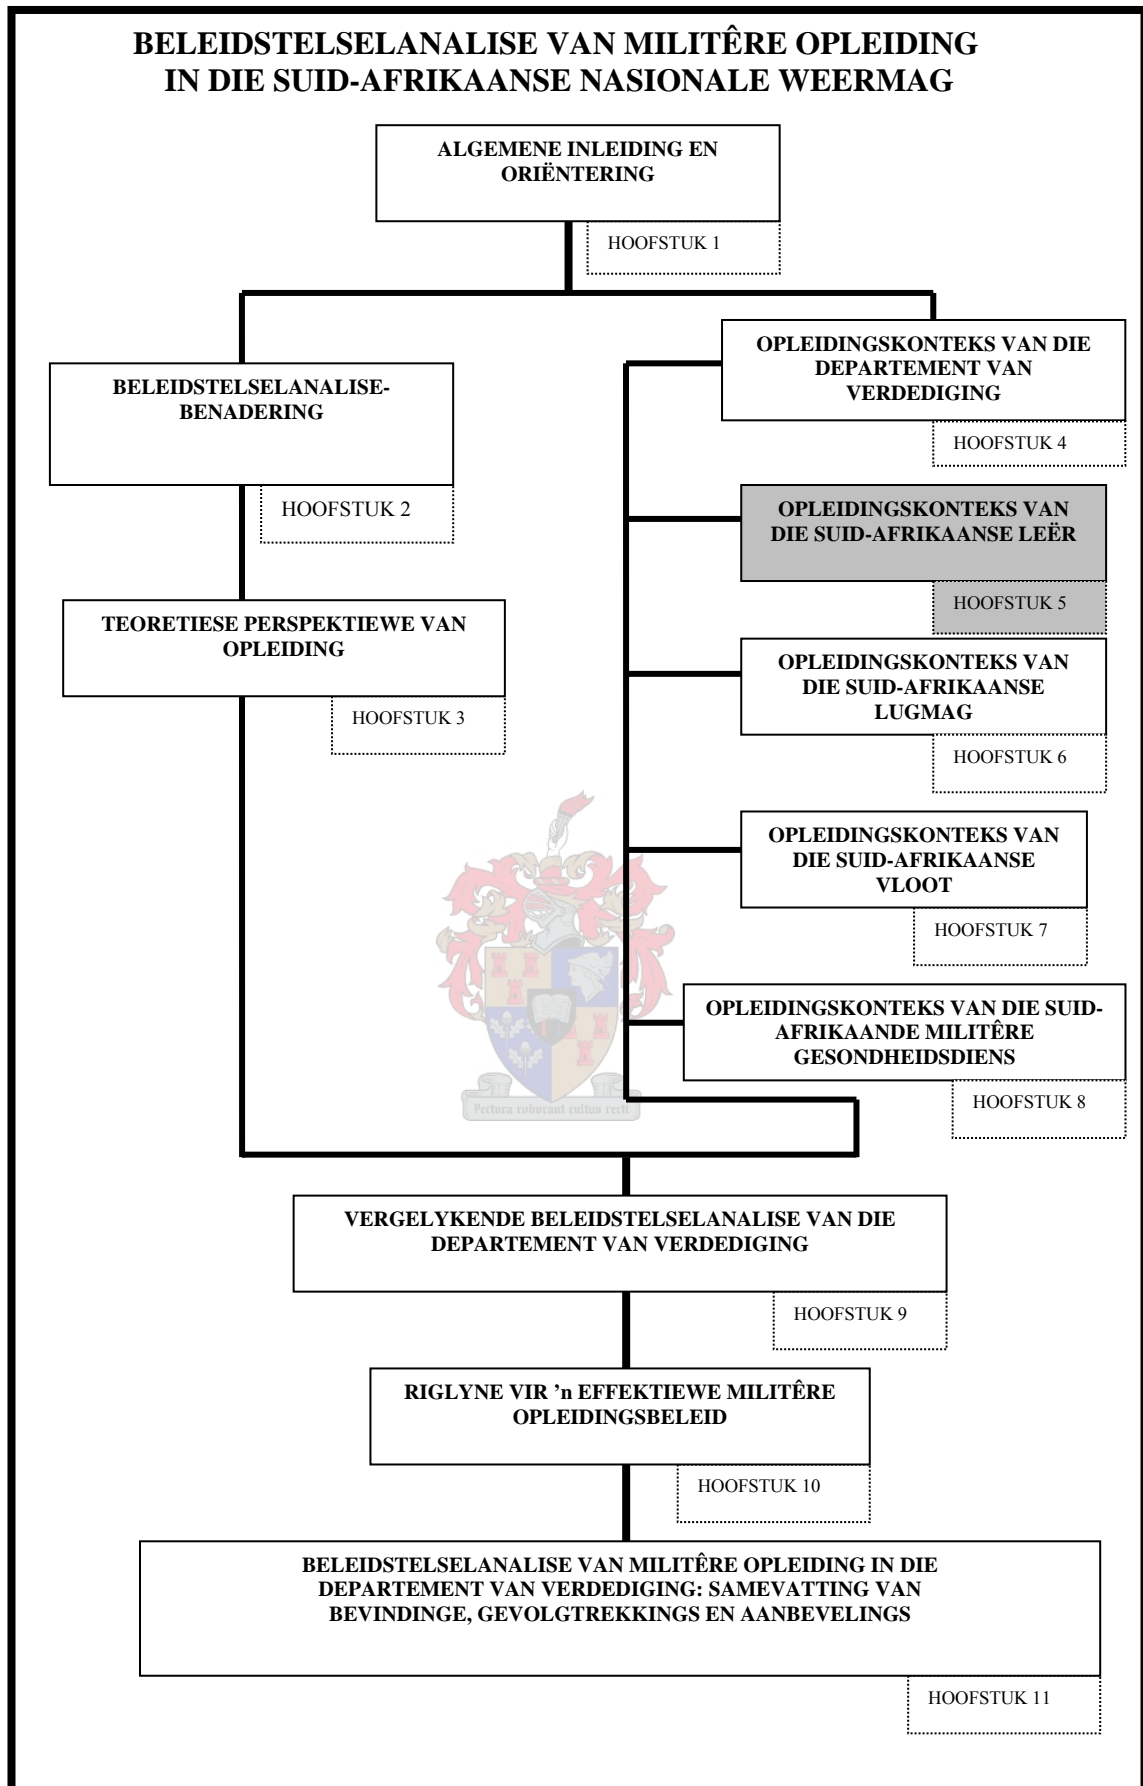 BELEIDSTELSELANALISE VAN MILITÊRE OPLEIDING
IN DIE SUID-AFRIKAANSE NASIONALE WEERMAG
ALGEMENE INLEIDING EN
ORIËNTERING
HOOFSTUK 1
BELEIDSTELSELANALISE-
BENADERING
HOOFSTUK 2
TEORETIESE PERSPEKTIEWE VAN
OPLEIDING
HOOFSTUK 3
OPLEIDINGSKONTEKS VAN DIE
DEPARTEMENT VAN
VERDEDIGING
HOOFSTUK 4
OPLEIDINGSKONTEKS VAN
DIE SUID-AFRIKAANSE LEËR
HOOFSTUK 5
OPLEIDINGSKONTEKS VAN
DIE SUID-AFRIKAANSE
LUGMAG
HOOFSTUK 6
OPLEIDINGSKONTEKS VAN
DIE SUID-AFRIKAANSE
VLOOT
HOOFSTUK 7
OPLEIDINGSKONTEKS VAN DIE SUID-
AFRIKAANDE MILITÊRE
GESONDHEIDSDIENS
HOOFSTUK 8
Pectora roborant cultus recti
VERGELYKENDE BELEIDSTELSELANALISE VAN DIE
DEPARTEMENT VAN VERDEDIGING
HOOFSTUK 9
RIGLYNE VIR ’n EFFEKTIEWE MILITÊRE
OPLEIDINGSBELEID
HOOFSTUK 10
BELEIDSTELSELANALISE VAN MILITÊRE OPLEIDING IN DIE
DEPARTEMENT VAN VERDEDIGING: SAMEVATTING VAN
BEVINDINGE, GEVOLGTREKKINGS EN AANBEVELINGS
HOOFSTUK 11